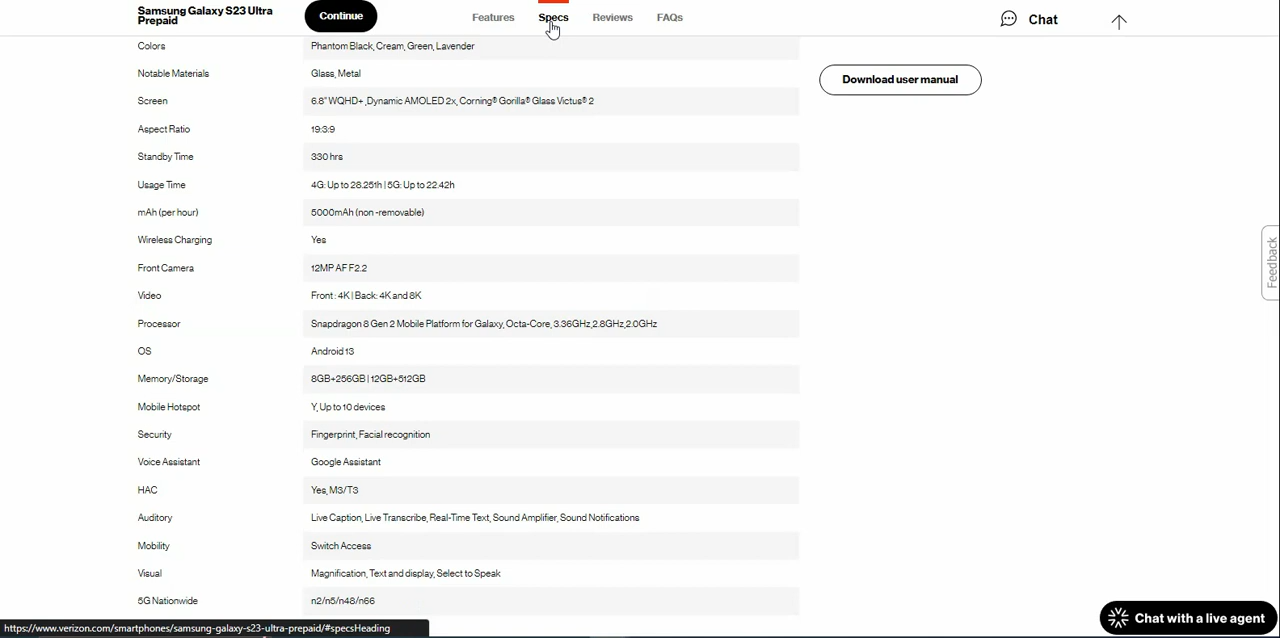 Samsung Galaxy S23 Ultra
Prepaid
Continue
Features
Specs
Reviews
FAQs
Chat
Colors
Phantom Black, Cream, Green, Lavender
Download user manual
Notable Materials
Glass, Metal
Screen
6.8" WQHD+ ,Dynamic AMOLED 2x, Corning® Gorilla® Glass Victus® 2
Aspect Ratio
19:3:9
Standby Time
330 hrs
Usage Time
4G: Up to 28.251h | 5G: Up to 22.42h
mAh (per hour)
5000mAh (non -removable)
Wireless Charging
Yes
Feedback
Front Camera
12MP AF F2.2
Video
Front : 4K | Back: 4K and 8K
Processor
Snapdragon 8 Gen 2 Mobile Platform for Galaxy, Octa-Core, 3.36GHz,2.8GHz,2.0GHz
OS
Android 13
Memory/Storage
8GB+256GB | 12GB+512GB
Mobile Hotspot
Y, Up to 10 devices
Security
Fingerprint, Facial recognition
Voice Assistant
Google Assistant
HAC
Yes, M3/T3
Auditory
Live Caption, Live Transcribe, Real-Time Text, Sound Amplifier, Sound Notifications
Mobility
Switch Access
Visual
Magnification, Text and display, Select to Speak
5G Nationwide
n2/n5/n48/n66
https://www.verizon.com/smartphones/samsung-galaxy-s23-ultra-prepaid/#specsHeading
Chat with a live agent